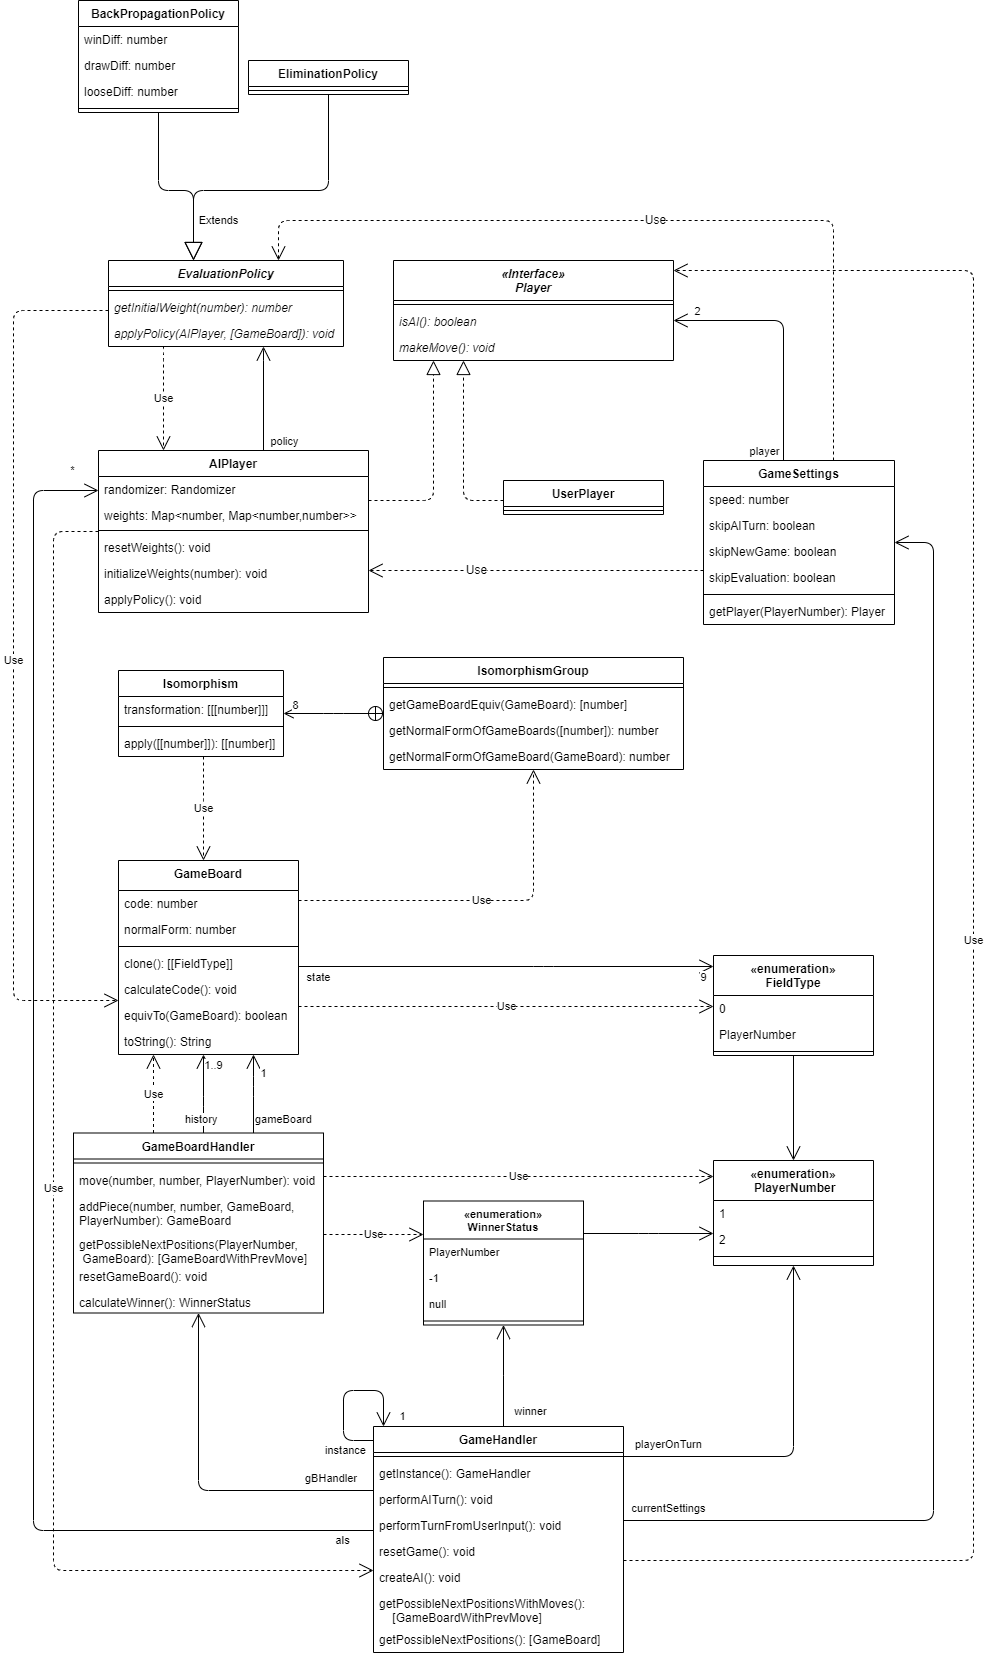 BackPropagationPolicy
winDiff: number
drawDiff: number
looseDiff: number
EliminationPolicy
Extends
Use
EvaluationPolicy
getInitialWeight(number): number
applyPolicy(AIPlayer, [GameBoard]): void
«Interface»
Player
isAI(): boolean
makeMove(): void
2
Use
policy
player
*
AIPlayer
randomizer: Randomizer
weights: Map<number, Map<number,number>>
resetWeights(): void
initializeWeights(number): void
applyPolicy(): void
UserPlayer
GameSettings
speed: number
skipAITurn: boolean
skipNewGame: boolean
skipEvaluation: boolean
getPlayer(PlayerNumber): Player
Use
Use
Isomorphism
transformation: [[[number]]]
apply([[number]]): [[number]]
8
IsomorphismGroup
getGameBoardEquiv(GameBoard): [number]
getNormalFormOfGameBoards([number]): number
getNormalFormOfGameBoard(GameBoard): number
Use
GameBoard
code: number
normalForm: number
clone(): [[FieldType]]
calculateCode(): void
equivTo(GameBoard): boolean
toString(): String
Use
Use
state
9
Use
«enumeration»
FieldType
0
PlayerNumber
1..9
1
Use
history
gameBoard
GameBoardHandler
move(number, number, PlayerNumber): void
addPiece(number, number, GameBoard,
PlayerNumber): GameBoard
getPossibleNextPositions(PlayerNumber,
GameBoard): [GameBoardWithPrevMove]
resetGameBoard(): void
calculateWinner(): WinnerStatus
Use
Use
Use
«enumeration»
WinnerStatus
PlayerNumber
-1
null
«enumeration»
PlayerNumber
1
2
1
instance
winner
gBHandler
playerOnTurn
currentSettings
aIs
GameHandler
getInstance(): GameHandler
performAITurn(): void
performTurnFromUserInput(): void
resetGame(): void
createAI(): void
getPossibleNextPositionsWithMoves():
[GameBoardWithPrevMove]
getPossibleNextPositions(): [GameBoard]